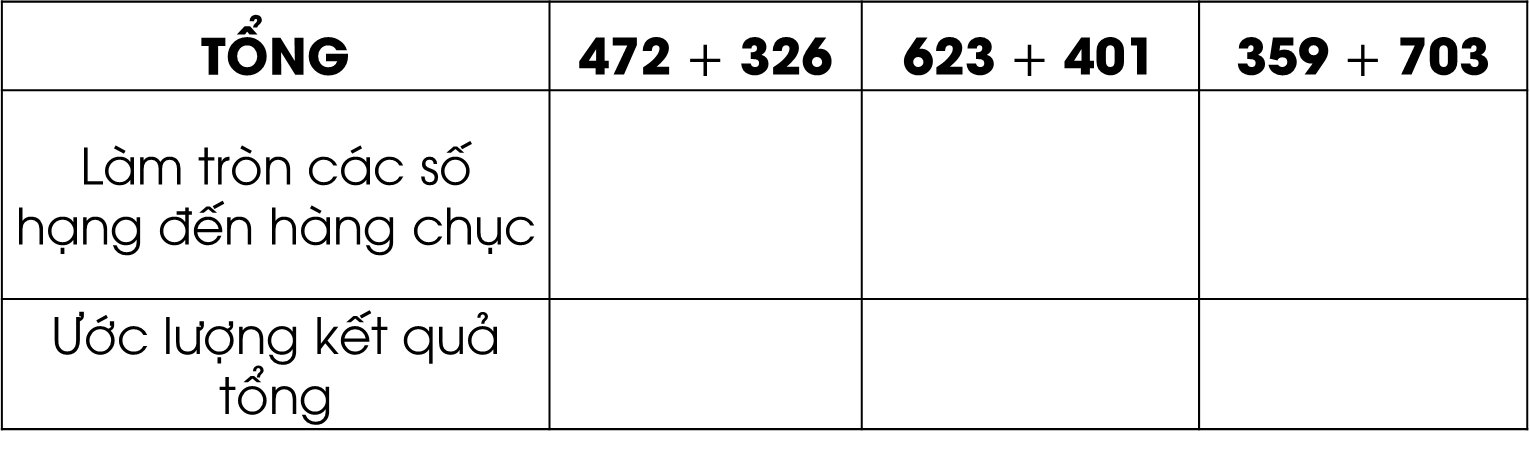 TỔNG 472 + 326 623 + 401 359 + 703
Làm tròn các số
hạng đến hàng chục
Ước lượng kết quả
tổng